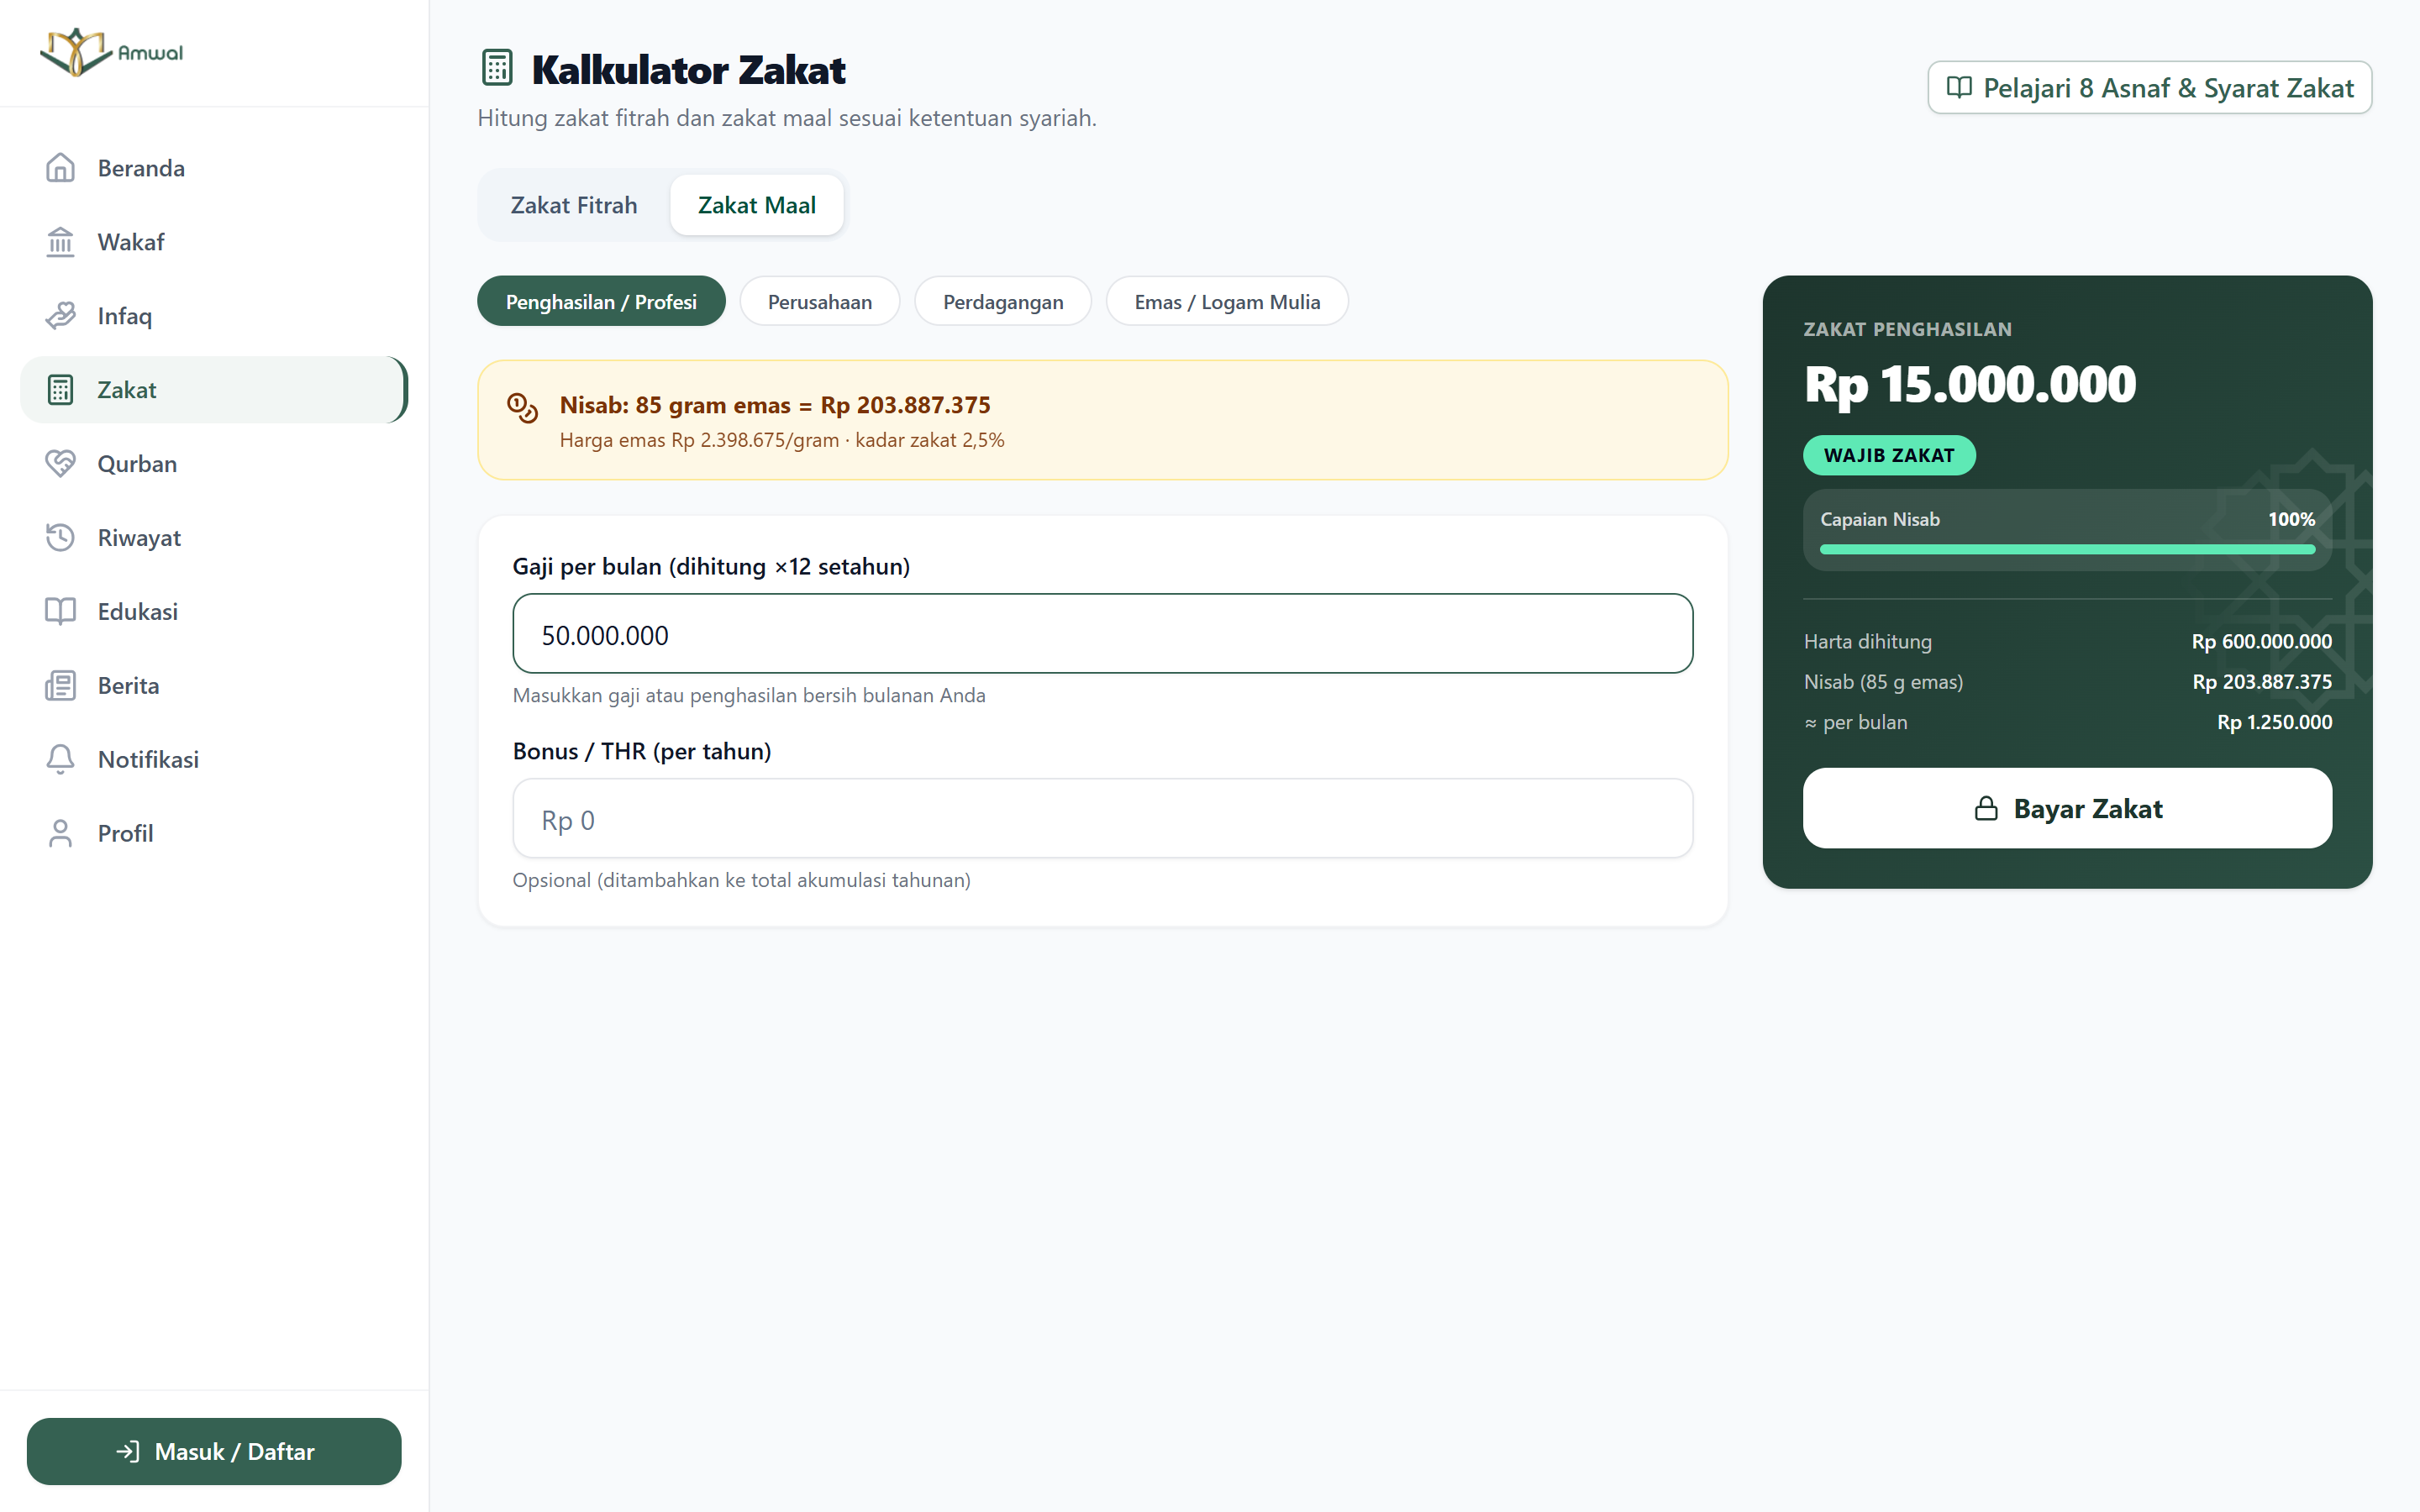 Amwal
Beranda
Wakaf
Infaq
Zakat
Qurban
Riwayat
Edukasi
Berita
Notifikasi
Profil
Masuk / Daftar
Kalkulator Zakat
Hitung zakat fitrah dan zakat maal sesuai ketentuan syariah.
Pelajari 8 Asnaf & Syarat Zakat
Zakat Fitrah
Zakat Maal
Penghasilan / Profesi
Perusahaan
Perdagangan
Emas / Logam Mulia
Nisab: 85 gram emas = Rp 203.887.375
Harga emas Rp 2.398.675/gram · kadar zakat 2,5%
Gaji per bulan (dihitung ×12 setahun)
50.000.000
Masukkan gaji atau penghasilan bersih bulanan Anda
Bonus / THR (per tahun)
Rp 0
Opsional (ditambahkan ke total akumulasi tahunan)
ZAKAT PENGHASILAN
Rp 15.000.000
WAJIB ZAKAT
Capaian Nisab 100%
Harta dihitung Rp 600.000.000
Nisab (85 g emas) Rp 203.887.375
≈ per bulan Rp 1.250.000
Bayar Zakat